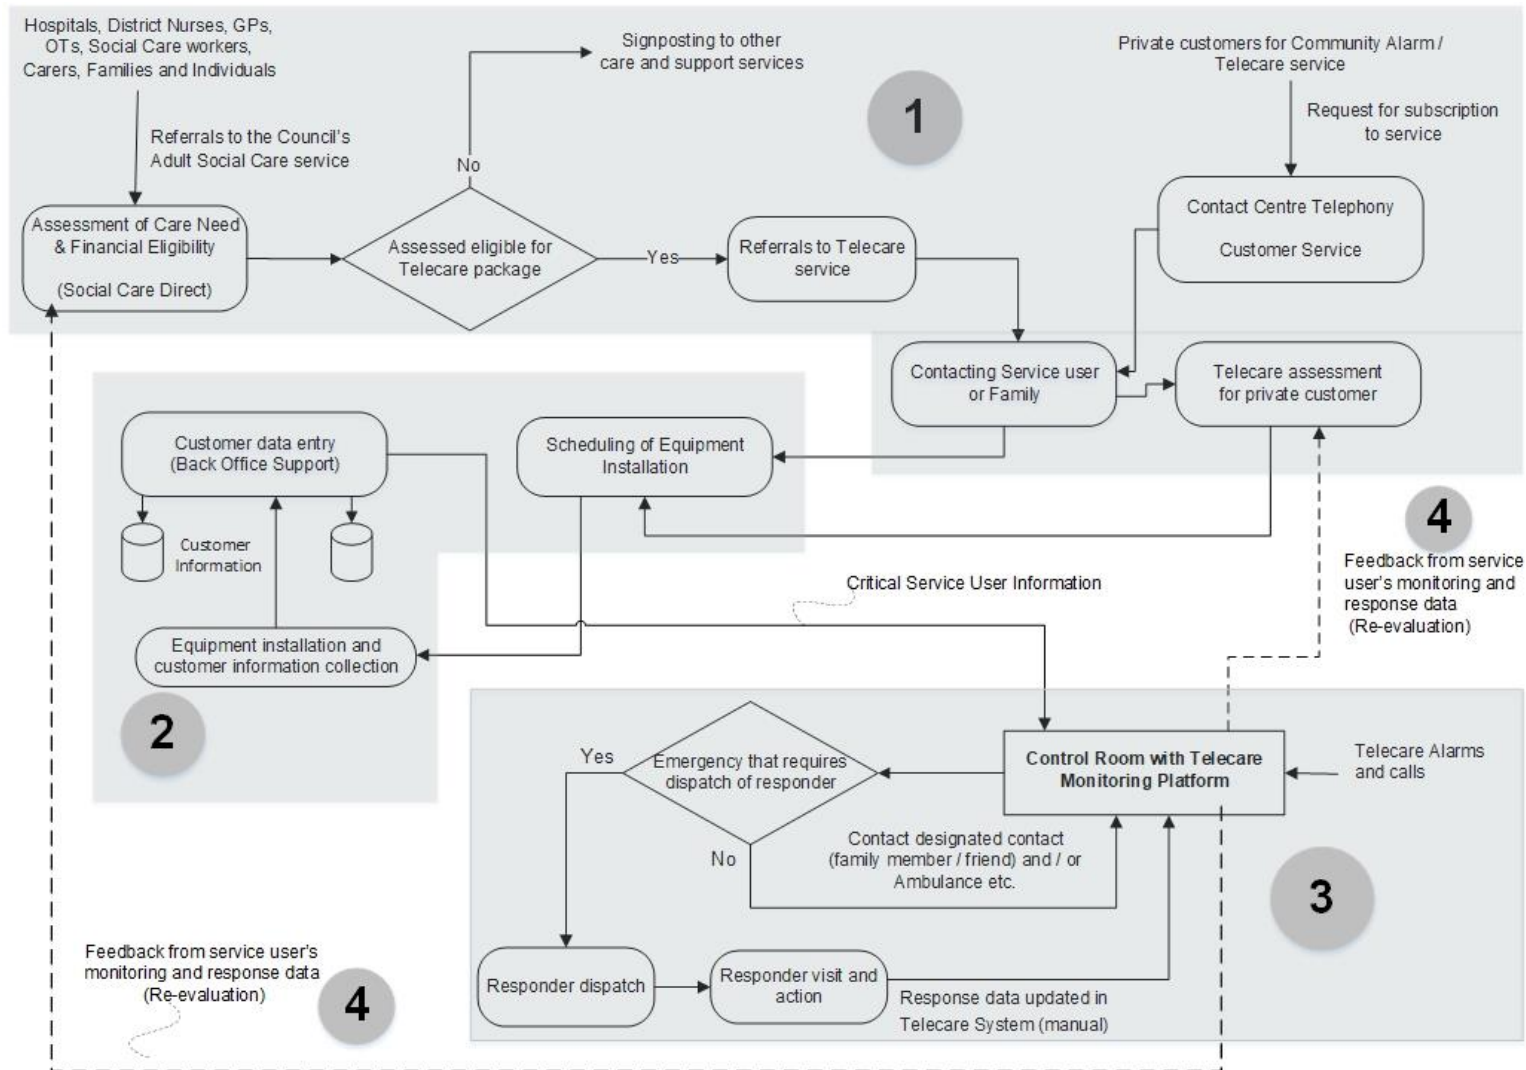 Hospitals, District Nurses, GPs,
OTs, Social Care workers,
Carers, Families and Individuals
Signposting to other
care and support services
Private customers for Community Alarm /
Telecare service
1
Request for subscription
to service
Referrals to the Council's
Adult Social Care service
No
Assessment of Care Need
& Financial Eligibility
(Social Care Direct)
Assessed eligible for
Telecare package
Yes
Referrals to Telecare
service
Contact Centre Telephony
Customer Service
Contacting Service user
or Family
Telecare assessment
for private customer
Customer data entry
(Back Office Support)
Scheduling of Equipment
Installation
Customer
Information
4
Feedback from service
user's monitoring and
response data
(Re-evaluation)
Critical Service User Information
Equipment installation and
customer information collection
2
Yes
Emergency that requires
dispatch of responder
Control Room with Telecare
Monitoring Platform
Telecare Alarms
and calls
No
Contact designated contact
(family member / friend) and / or
Ambulance etc.
3
Feedback from service user's
monitoring and response data
(Re-evaluation)
4
Responder dispatch
Responder visit and
action
Response data updated in
Telecare System (manual)